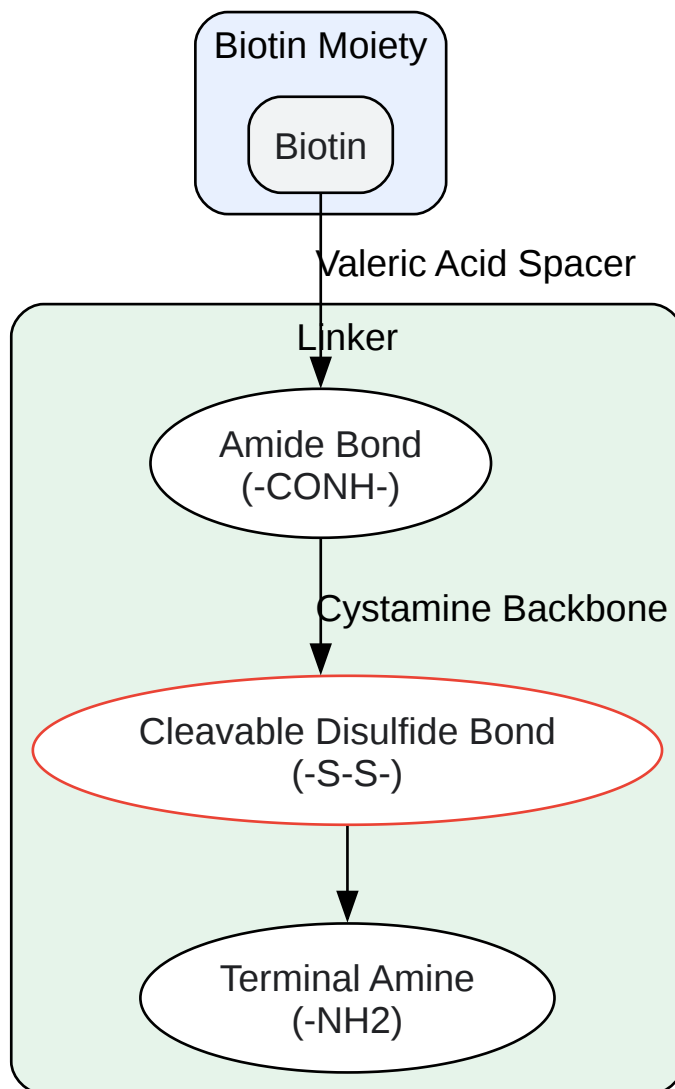 Biotin Moiety
Biotin
Valeric Acid Spacer
Linker
Amide Bond
(-CONH-)
Cystamine Backbone
Cleavable Disulfide Bond
(-S-S-)
Terminal Amine
(-NH2)